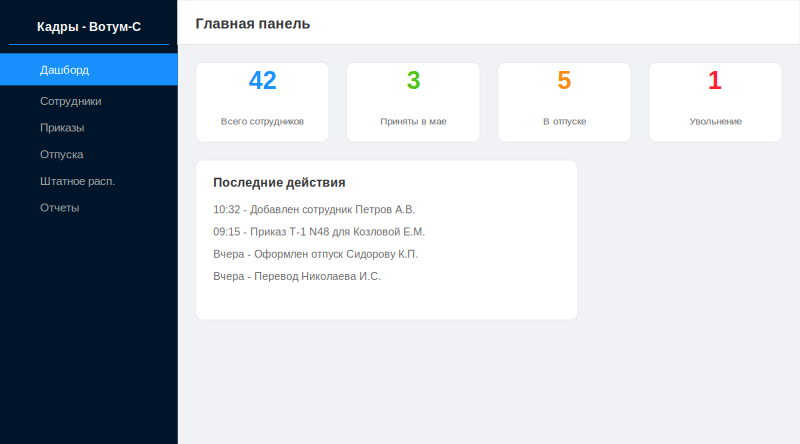 Кадры - Вотум-С
Дашборд
Сотрудники
Приказы
Отпуска
Штатное расп.
Отчеты
Главная панель
42
Всего сотрудников
3
Приняты в мае
5
В отпуске
1
Увольнение
Последние действия
10:32 - Добавлен сотрудник Петров А.В.
09:15 - Приказ Т-1 N48 для Козловой Е.М.
Вчера - Оформлен отпуск Сидорову К.П.
Вчера - Перевод Николаева И.С.